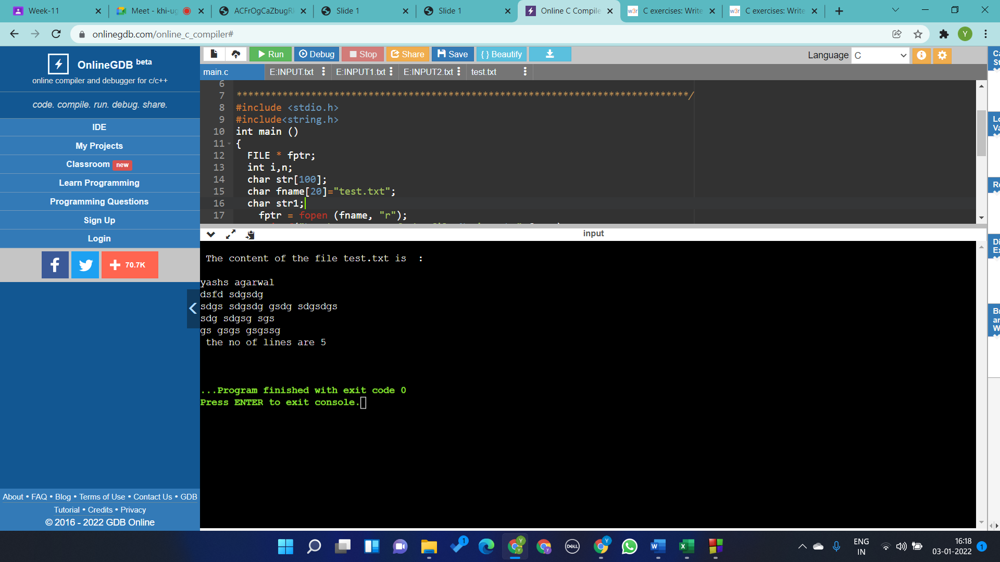 Week-11
Meet - khi-ug
ACFrOgCaZbugR
Slide 1
Slide 1
Online C Compile
C exercises: Write
C exercises: Write
onlinegdb.com/online_c_compiler#
Y
OnlineGDB beta
online compiler and debugger for c/c++
code. compile. run. debug. share.
IDE
My Projects
Classroom new
Learn Programming
Programming Questions
Sign Up
Login
70.7K
About • FAQ • Blog • Terms of Use • Contact Us • GDB
Tutorial • Credits • Privacy
© 2016 - 2022 GDB Online
Run
Debug
Stop
Share
Save
{ } Beautify
Language C
main.c
E:INPUT.txt
E:INPUT1.txt
E:INPUT2.txt
test.txt
6
7 *******************************************************************************/
8 #include <stdio.h>
9 #include<string.h>
10 int main ()
11 {
12 FILE * fptr;
13 int i,n;
14 char str[100];
15 char fname[20]="test.txt";
16 char str1;
17 fptr = fopen (fname, "r");
input
The content of the file test.txt is  :
yashs agarwal
dsfd sdgsdg
sdgs sdgsdg gsdg sdgsdgs
sdg sdgsg sgs
gs gsgs gsgssg
the no of lines are 5
...Program finished with exit code 0
Press ENTER to exit console.
ENG
IN
16:18
03-01-2022
1